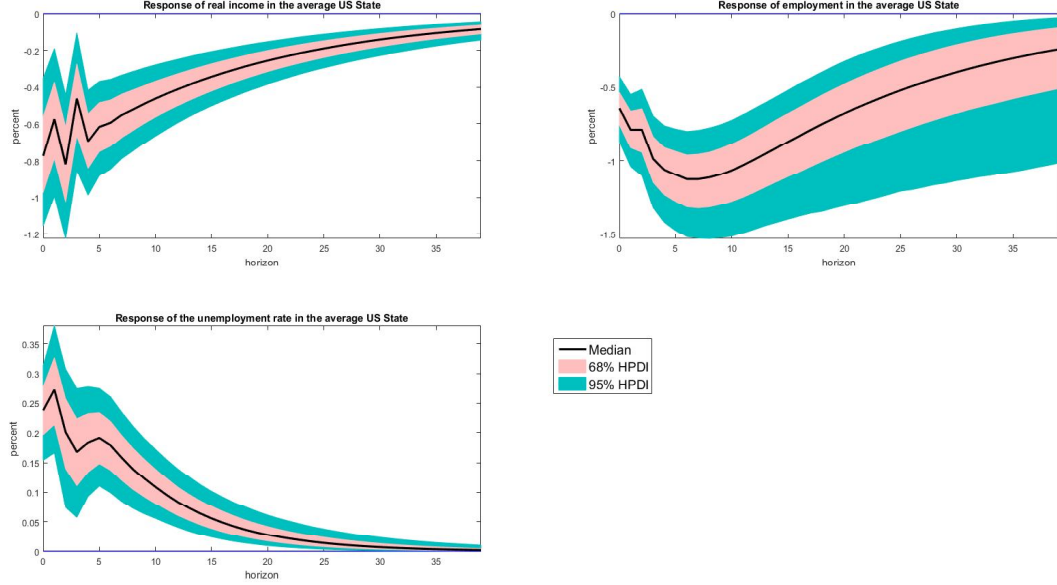 Response of real income in the average US State
0
-0.2
-0.4
-0.6
-0.8
-1
-1.2
percent
0 5 10 15 20 25 30 35
horizon
Response of employment in the average US State
0
-0.5
-1
-1.5
percent
0 5 10 15 20 25 30 35
horizon
Response of the unemployment rate in the average US State
0.35
0.3
0.25
0.2
0.15
0.1
0.05
0
percent
0 5 10 15 20 25 30 35
horizon
Median
68% HPDI
95% HPDI